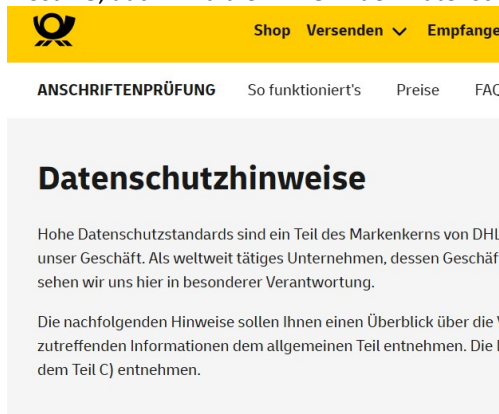 Shop Versenden Empfange
ANSCHRIFTENPRÜFUNG So funktioniert's Preise FAQ
Datenschutzhinweise
Hohe Datenschutzstandards sind ein Teil des Markenkerns von DHL
unser Geschäft. Als weltweit tätiges Unternehmen, dessen Geschäf
sehen wir uns hier in besonderer Verantwortung.
Die nachfolgenden Hinweise sollen Ihnen einen Überblick über die V
zutreffenden Informationen dem allgemeinen Teil entnehmen. Die
dem Teil C) entnehmen.